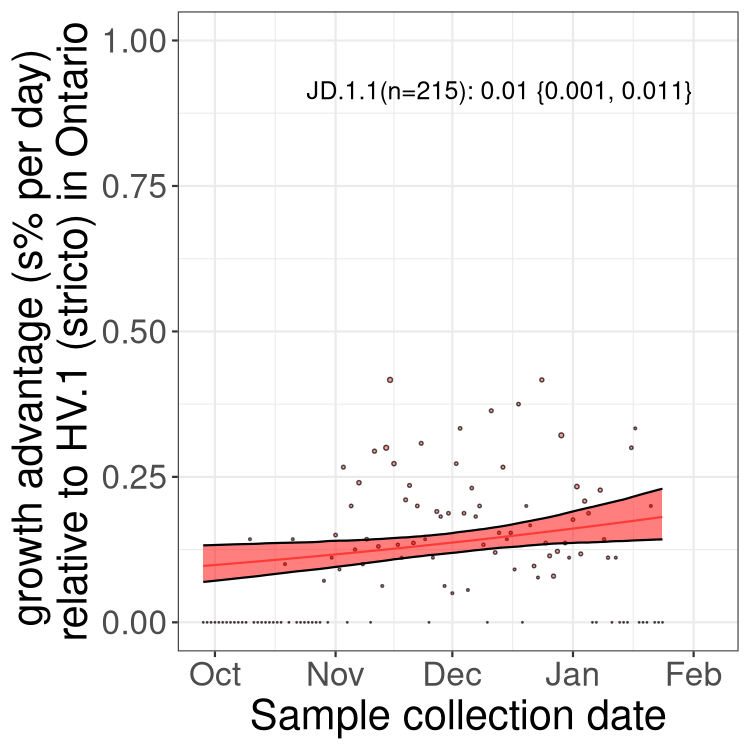 growth advantage (s% per day)
relative to HV.1 (stricto) in Ontario
1.00
0.75
0.50
0.25
0.00
JD.1.1(n=215): 0.01 {0.001, 0.011}
Oct Nov Dec Jan Feb
Sample collection date